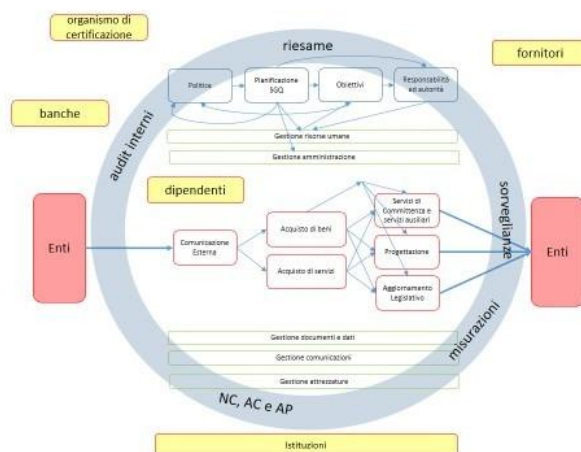 organismo di
certificazione
riesame
fornitori
Politica
Pianificazione
SGQ
Obiettivi
Responsabilità
ed autorità
banche
audit interni
Gestione risorse umane
Gestione amministrazione
dipendenti
sorveglianze
Enti
Comunicazione
Esterna
Acquisto di beni
Acquisto di servizi
Servizi di
Committenza e
servizi ausiliari
Progettazione
Aggiornamento
Legislativo
Enti
misurazioni
Gestione documenti e dati
Gestione comunicazioni
Gestione attrezzature
NC, AC e AP
Istituzioni